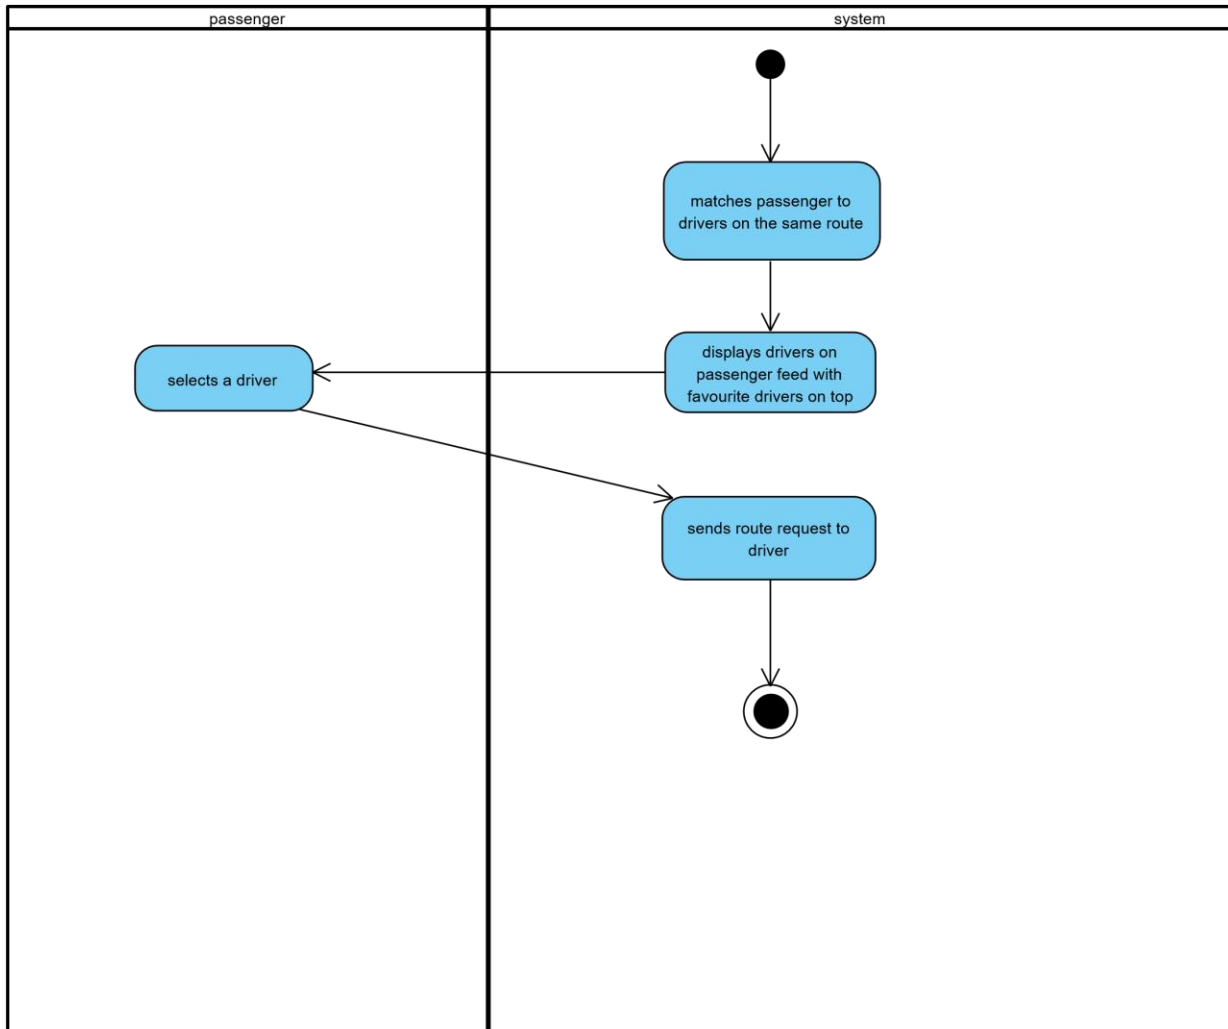 passenger
system
matches passenger to
drivers on the same route
displays drivers on
passenger feed with
favourite drivers on top
selects a driver
sends route request to
driver